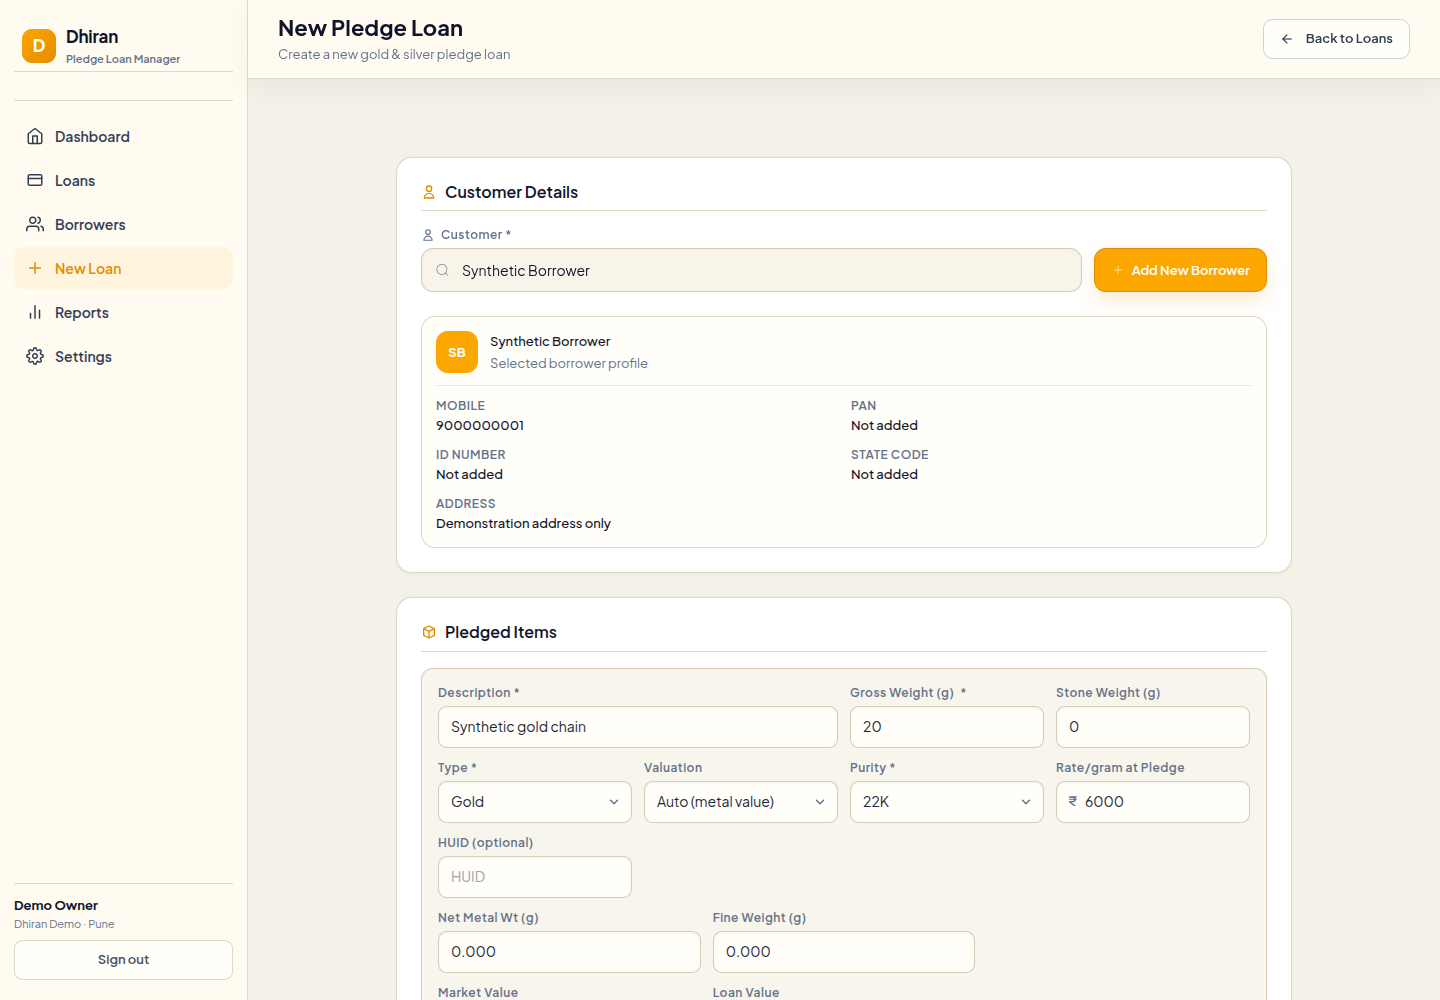 D
Dhiran
Pledge Loan Manager
Dashboard
Loans
Borrowers
New Loan
Reports
Settings
Demo Owner
Dhiran Demo · Pune
Sign out
New Pledge Loan
Create a new gold & silver pledge loan
Back to Loans
Customer Details
Customer *
Synthetic Borrower
Add New Borrower
SB
Synthetic Borrower
Selected borrower profile
MOBILE
9000000001
PAN
Not added
ID NUMBER
Not added
STATE CODE
Not added
ADDRESS
Demonstration address only
Pledged Items
Description *
Synthetic gold chain
Gross Weight (g) *
20
Stone Weight (g)
0
Type *
Gold
Valuation
Auto (metal value)
Purity *
22K
Rate/gram at Pledge
₹ 6000
HUID (optional)
HUID
Net Metal Wt (g)
0.000
Fine Weight (g)
0.000
Market Value
Loan Value